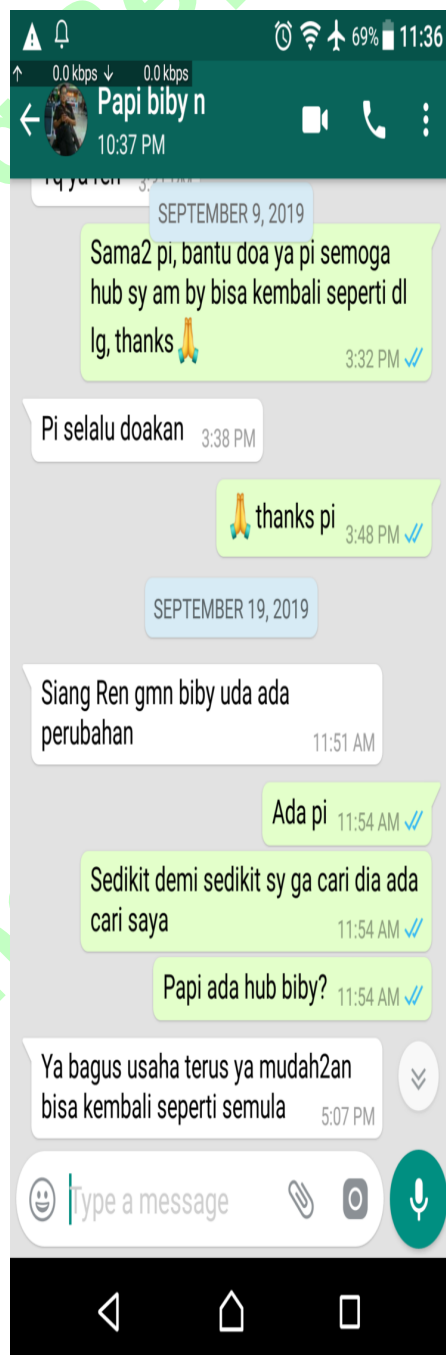 69% 11:36
0.0 kbps 0.0 kbps
Papi biby n
10:37 PM
SEPTEMBER 9, 2019
Sama2 pi, bantu doa ya pi semoga
hub sy am by bisa kembali seperti dl
lg, thanks🙏
3:32 PM
Pi selalu doakan 3:38 PM
🙏 thanks pi 3:48 PM
SEPTEMBER 19, 2019
Siang Ren gmn biby uda ada
perubahan 11:51 AM
Ada pi 11:54 AM
Sedikit demi sedikit sy ga cari dia ada
cari saya 11:54 AM
Papi ada hub biby? 11:54 AM
Ya bagus usaha terus ya mudah2an
bisa kembali seperti semula 5:07 PM
Type a message